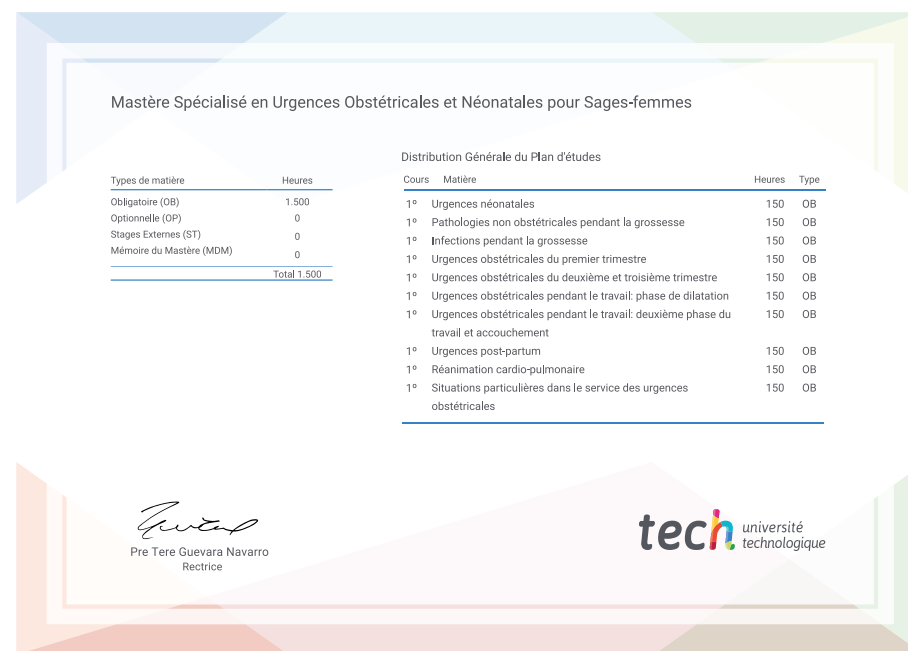 Mastère Spécialisé en Urgences Obstétricales et Néonatales pour Sages-femmes
Types de matière Heures
Obligatoire (OB) 1.500
Optionnelle (OP) 0
Stages Externes (ST) 0
Mémoire du Mastère (MDM) 0
Total 1.500
Distribution Générale du Plan d'études
Cours Matière Heures Type
1º Urgences néonatales 150 OB
1º Pathologies non obstétricales pendant la grossesse 150 OB
1º Infections pendant la grossesse 150 OB
1º Urgences obstétricales du premier trimestre 150 OB
1º Urgences obstétricales du deuxième et troisième trimestre 150 OB
1º Urgences obstétricales pendant le travail: phase de dilatation 150 OB
1º Urgences obstétricales pendant le travail: deuxième phase du 150 OB
travail et accouchement
1º Urgences post-partum 150 OB
1º Réanimation cardio-pulmonaire 150 OB
1º Situations particulières dans le service des urgences 150 OB
obstétricales
Pre Tere Guevara Navarro
Rectrice
tech université
technologique